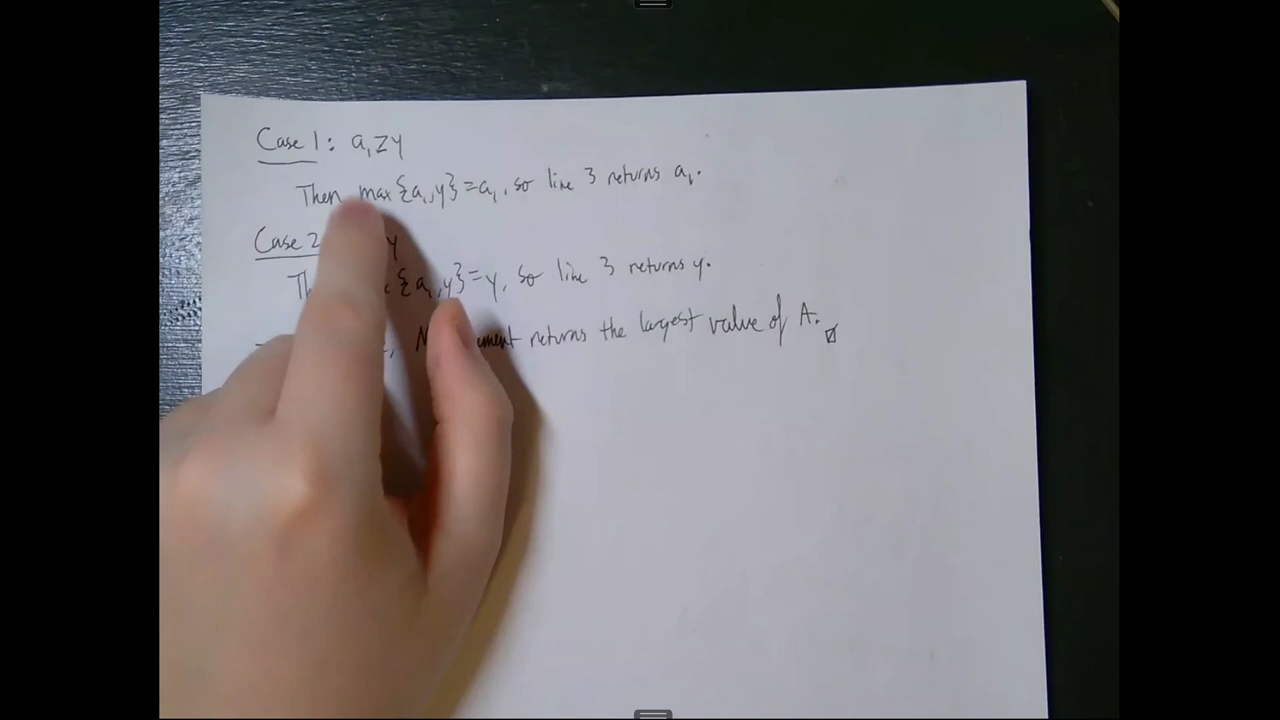 Case 1: a₁≥y
Then max{a₁,y}=a₁, so line 3 returns a₁.
Case 2 y
{a₁,y}=y, so line 3 returns y.
returns the largest value of A. ☑